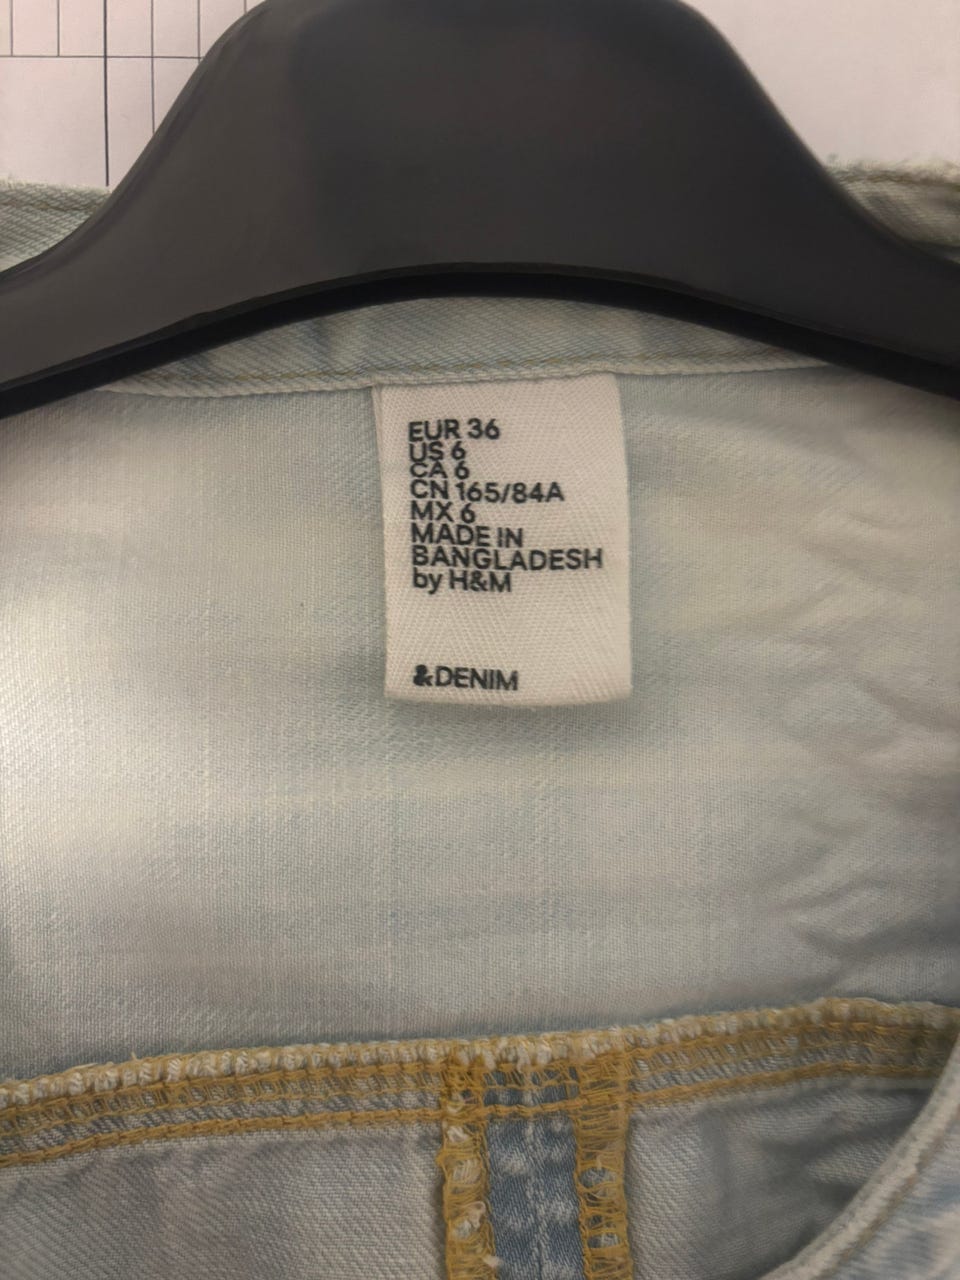 EUR 36
US 6
CA 6
CN 165/84A
MX 6
MADE IN
BANGLADESH
by H&M
&DENIM